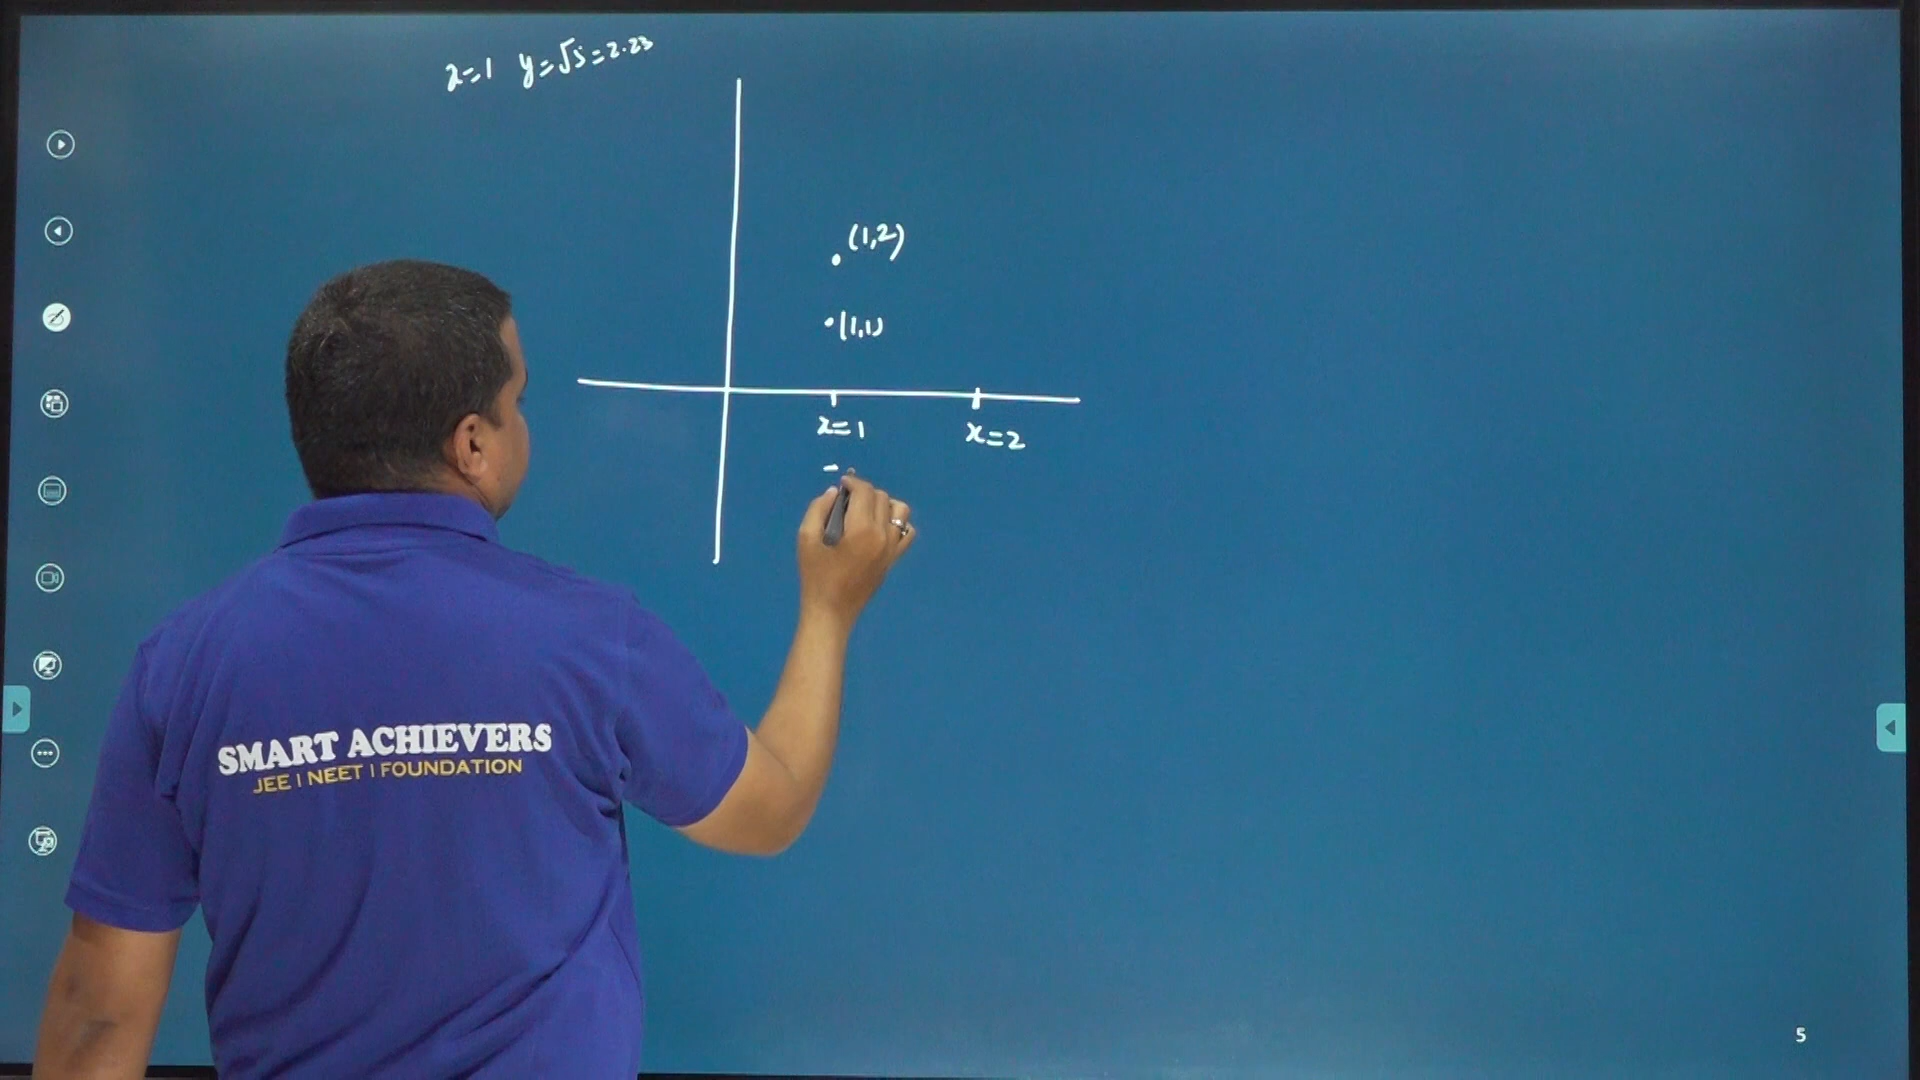 x=1 y=√5=2.23
(1,2)
(1,1)
x=1
x=2
-
SMART ACHIEVERS
JEE | NEET | FOUNDATION
5